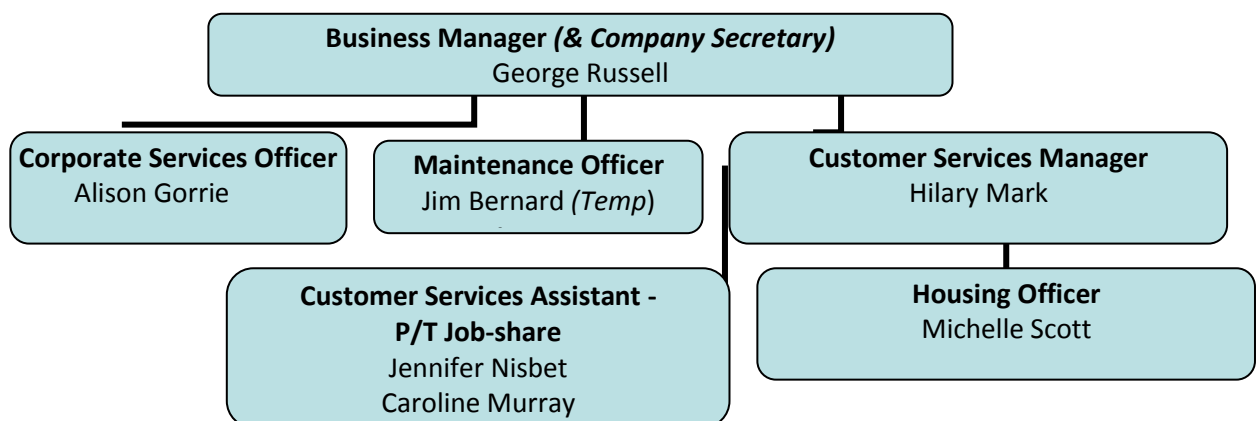 Business Manager (& Company Secretary)
George Russell
Corporate Services Officer
Alison Gorrie
Maintenance Officer
Jim Bernard (Temp)
Customer Services Manager
Hilary Mark
Customer Services Assistant -
P/T Job-share
Jennifer Nisbet
Caroline Murray
Housing Officer
Michelle Scott